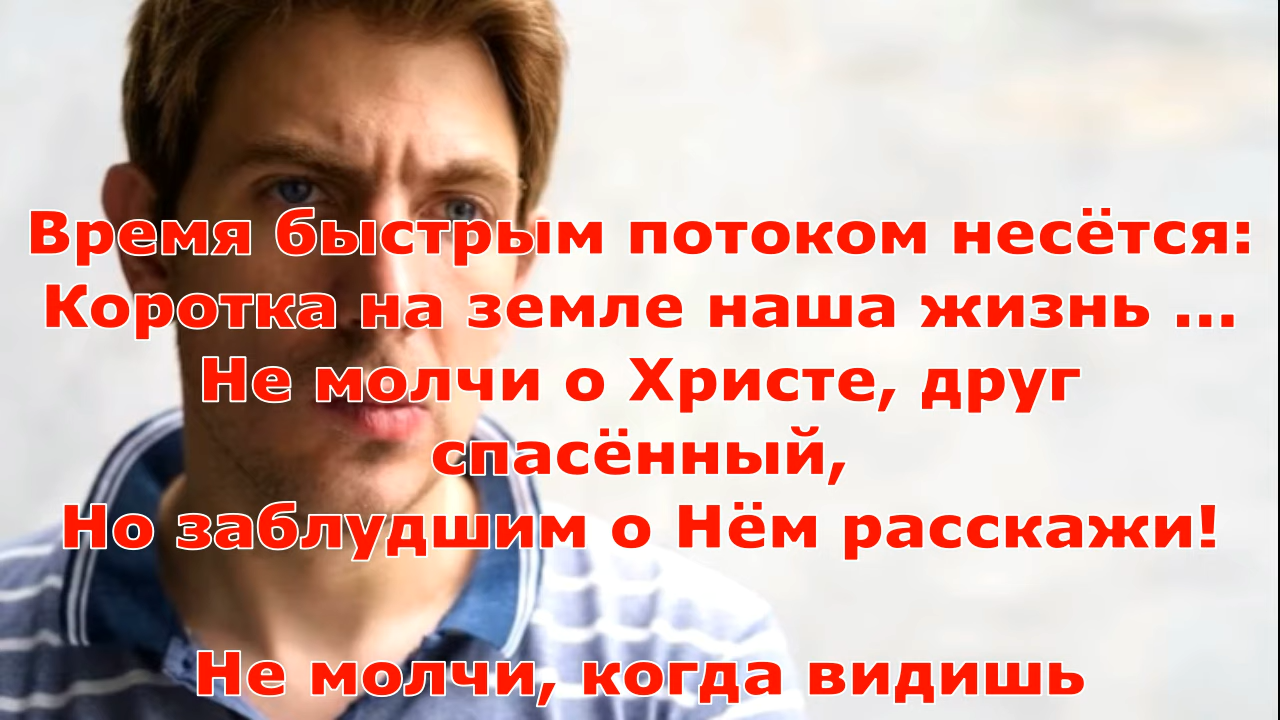 Время быстрым потоком несётся:
Коротка на земле наша жизнь ...
Не молчи о Христе, друг
спасённый,
Но заблудшим о Нём расскажи!
Не молчи, когда видишь